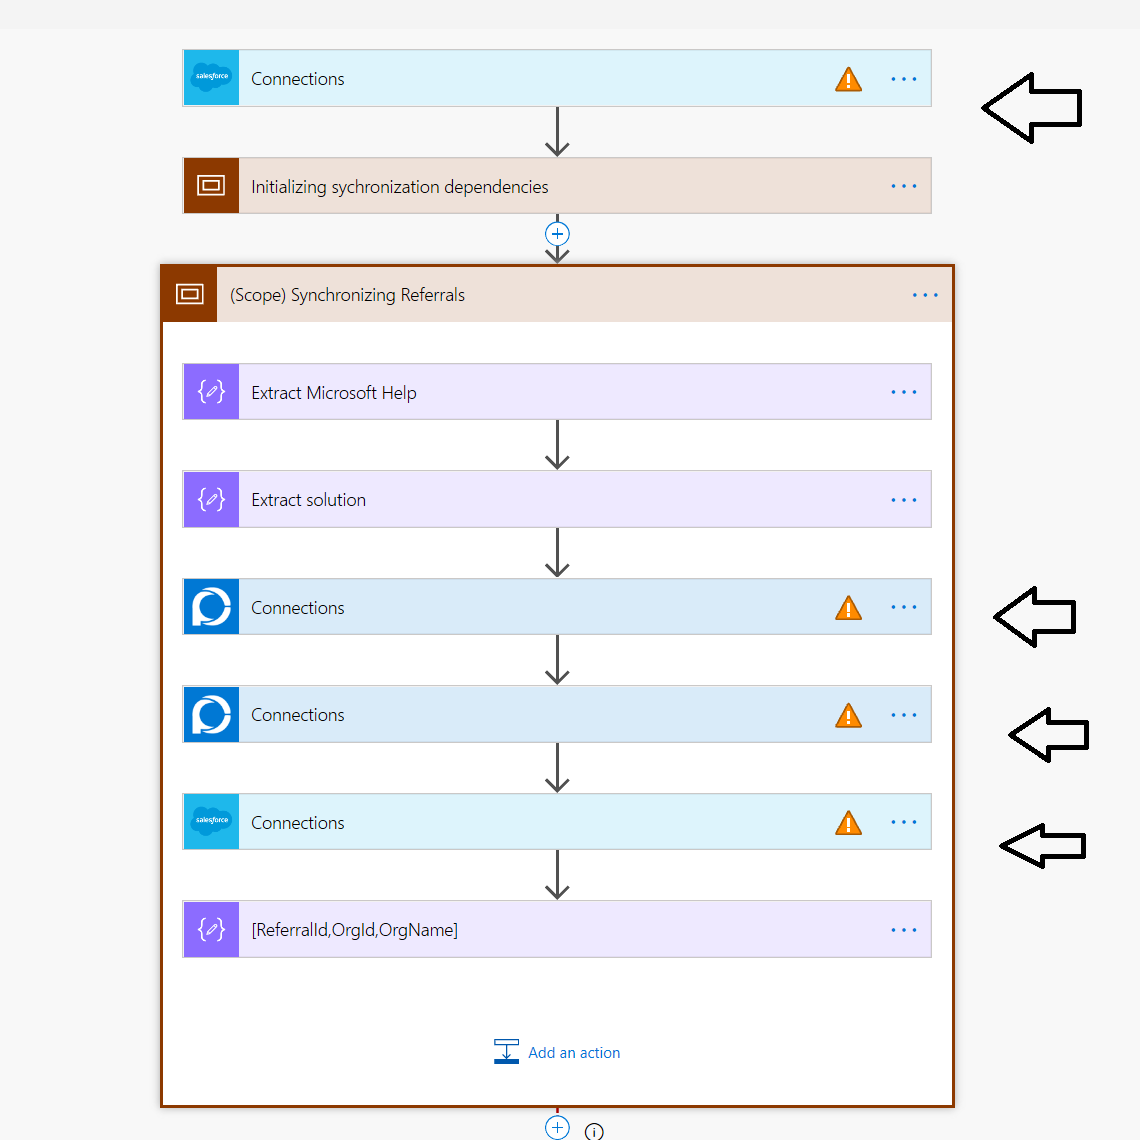 salesforce
Connections
Initializing sychronization dependencies
(Scope) Synchronizing Referrals
Extract Microsoft Help
Extract solution
Connections
Connections
salesforce
Connections
[ReferralId,OrgId,OrgName]
Add an action